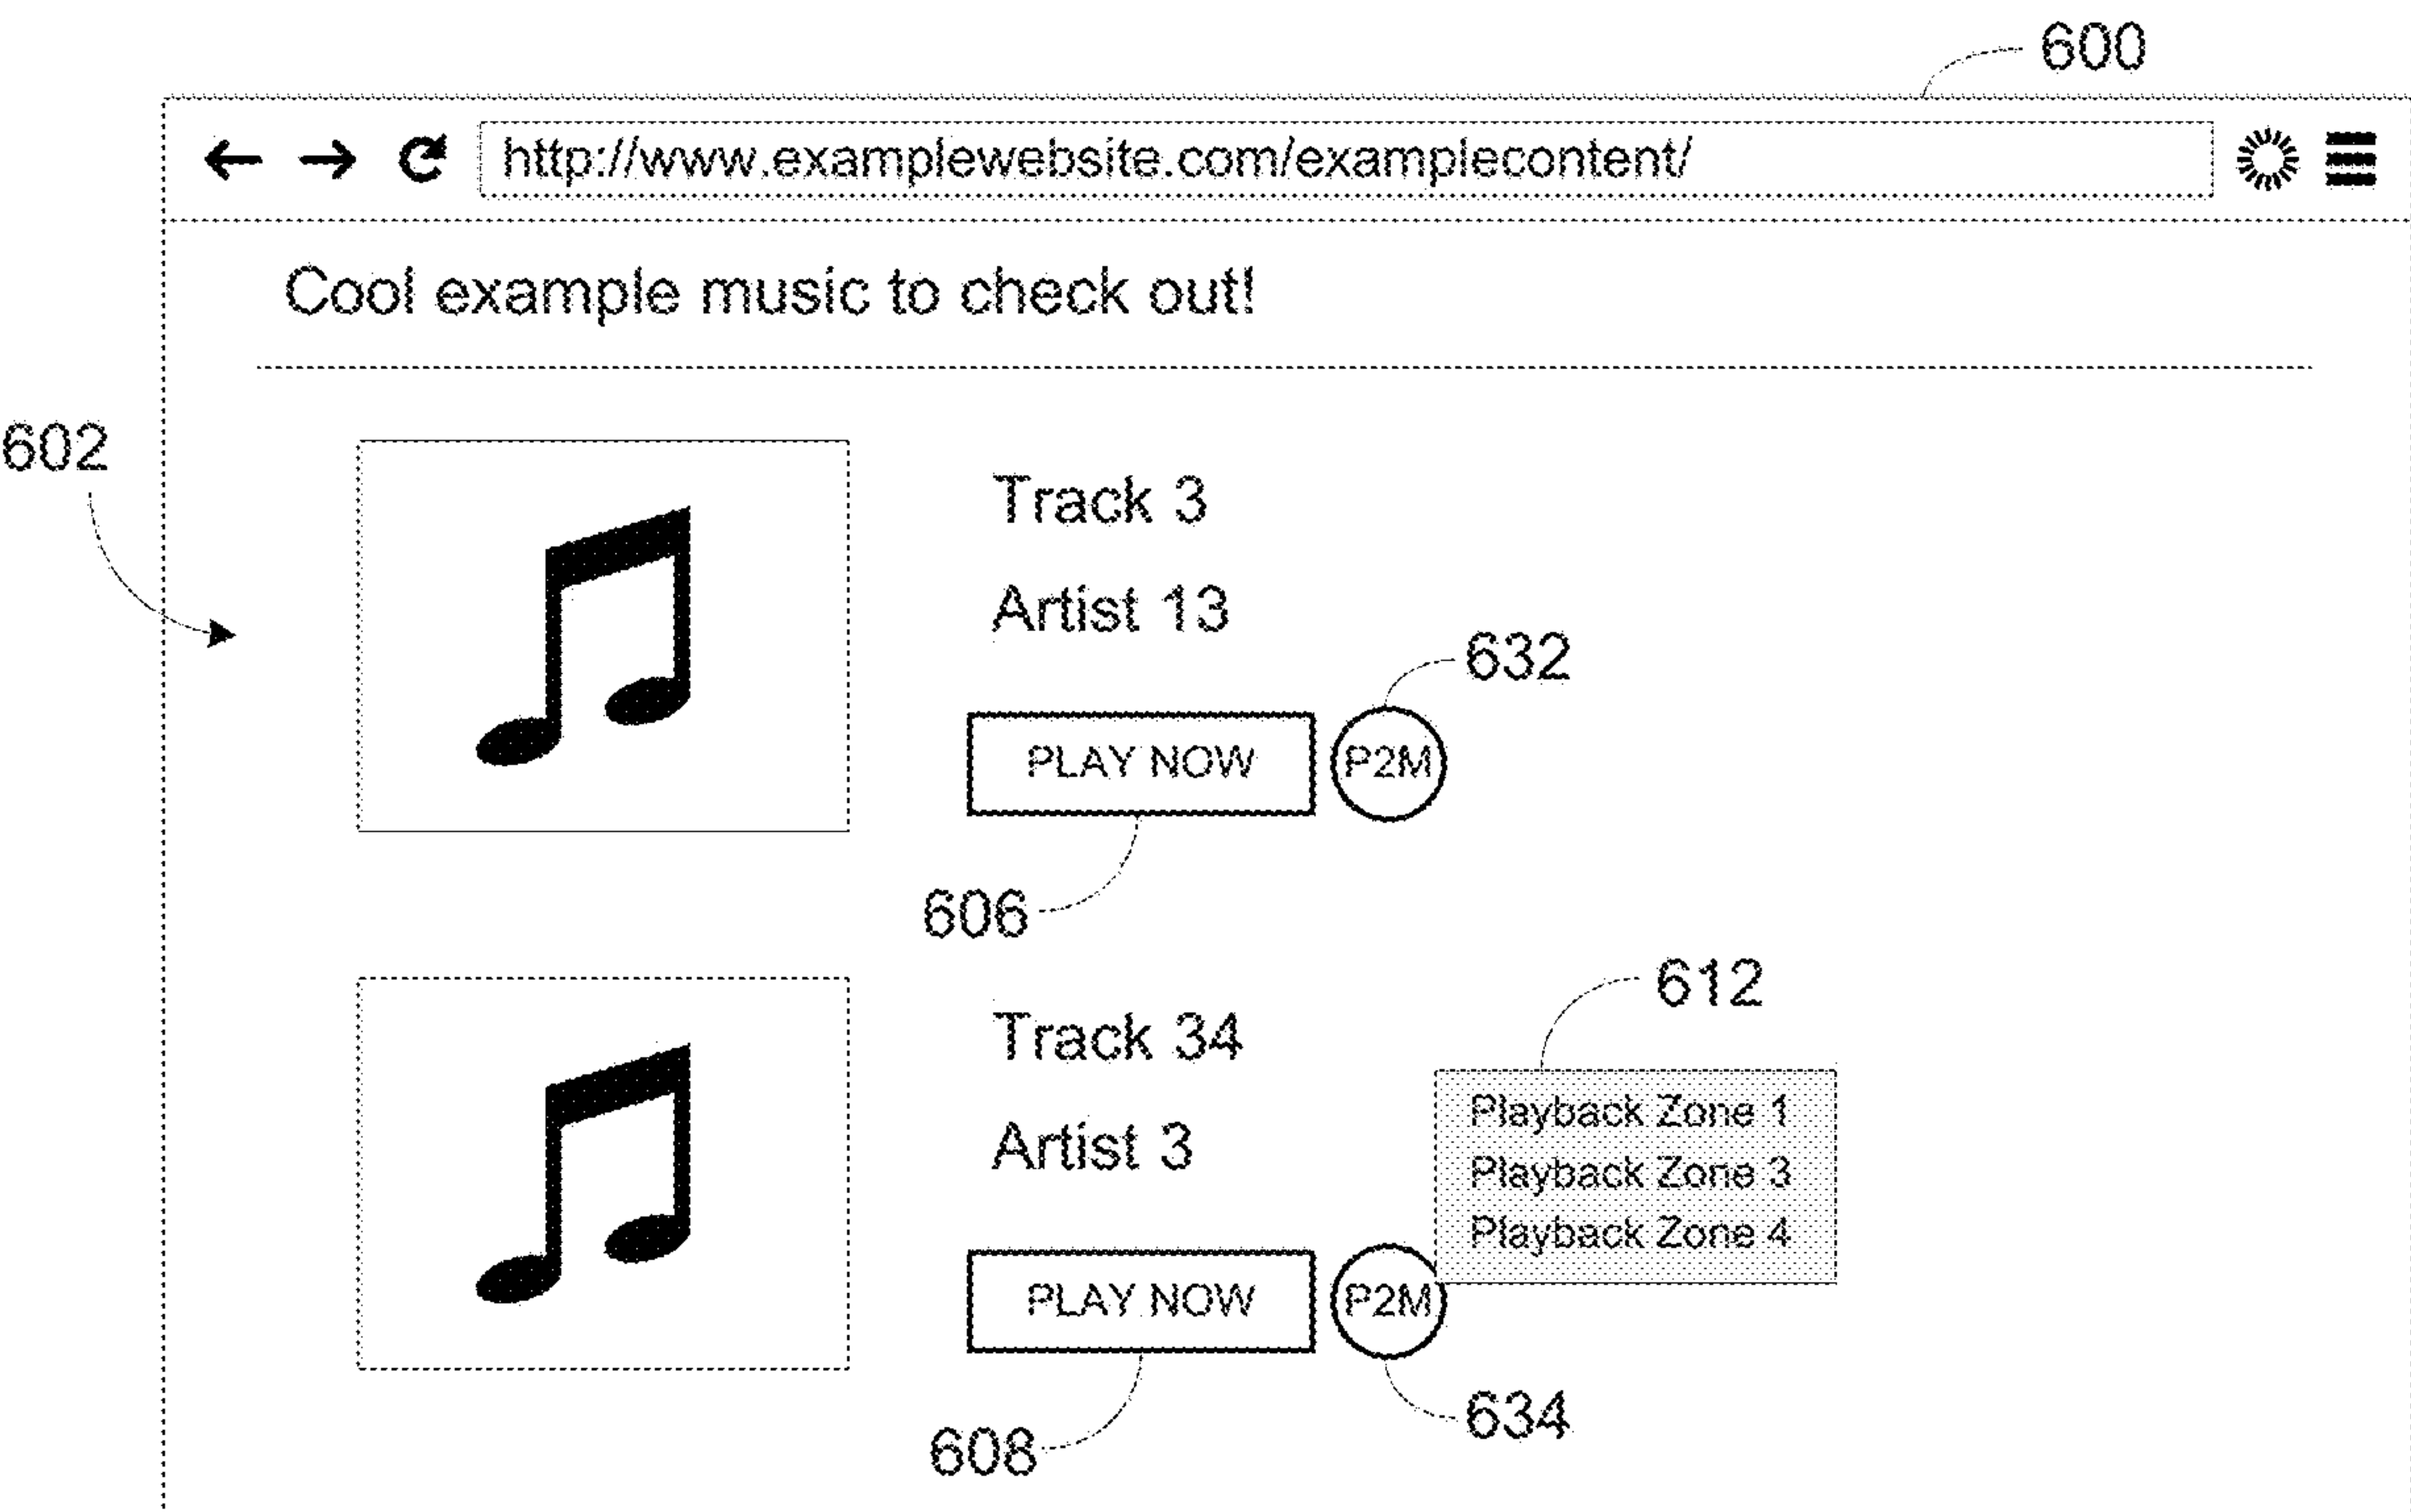 600
http://www.examplewebsite.com/examplecontent/
Cool example music to check out!
602
Track 3
Artist 13
632
PLAY NOW
P2M
606
612
Track 34
Playback Zone 1
Artist 3
Playback Zone 3
Playback Zone 4
PLAY NOW
P2M
634
608